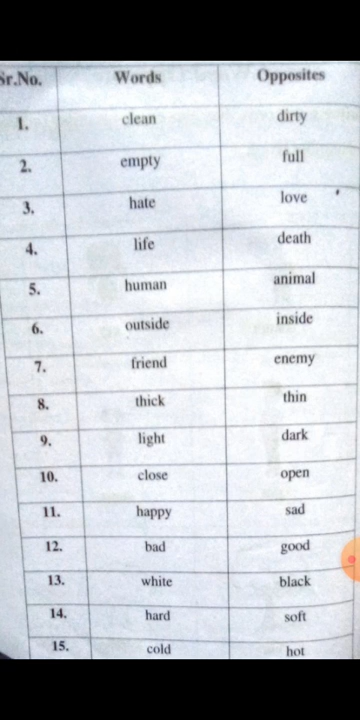 Sr.No. Words Opposites
1. clean dirty
2. empty full
3. hate love
4. life death
5. human animal
6. outside inside
7. friend enemy
8. thick thin
9. light dark
10. close open
11. happy sad
12. bad good
13. white black
14. hard soft
15. cold hot